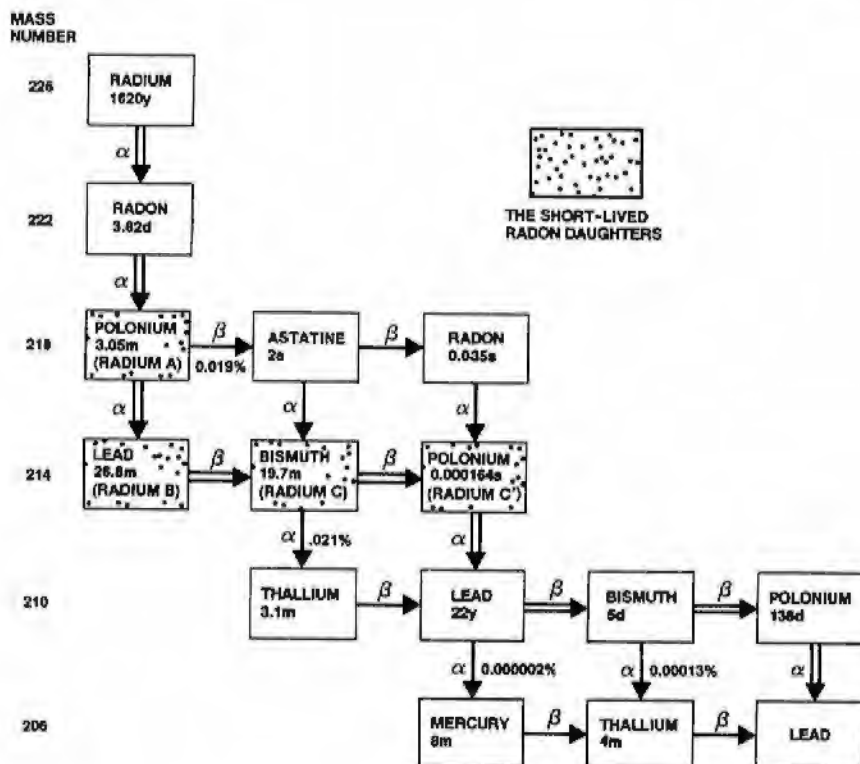 MASS
NUMBER
226
RADIUM
1620y
α
222
RADON
3.82d
THE SHORT-LIVED
RADON DAUGHTERS
α
218
POLONIUM
3.05m
(RADIUM A)
β
0.019%
ASTATINE
2s
β
RADON
0.035s
α
α
α
214
LEAD
26.8m
(RADIUM B)
β
BISMUTH
19.7m
(RADIUM C)
β
POLONIUM
0.000164s
(RADIUM C')
α .021%
α
210
THALLIUM
3.1m
β
LEAD
22y
β
BISMUTH
5d
β
POLONIUM
138d
α 0.000002%
α 0.00013%
α
206
MERCURY
8m
β
THALLIUM
4m
β
LEAD